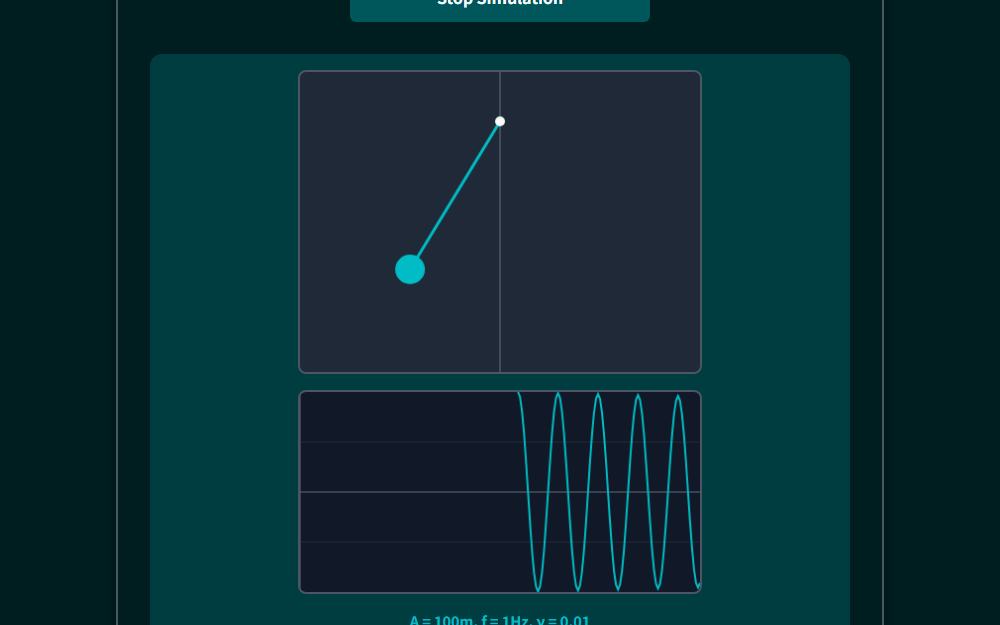 Stop Simulation
A = 100m, f = 1Hz, γ = 0.01